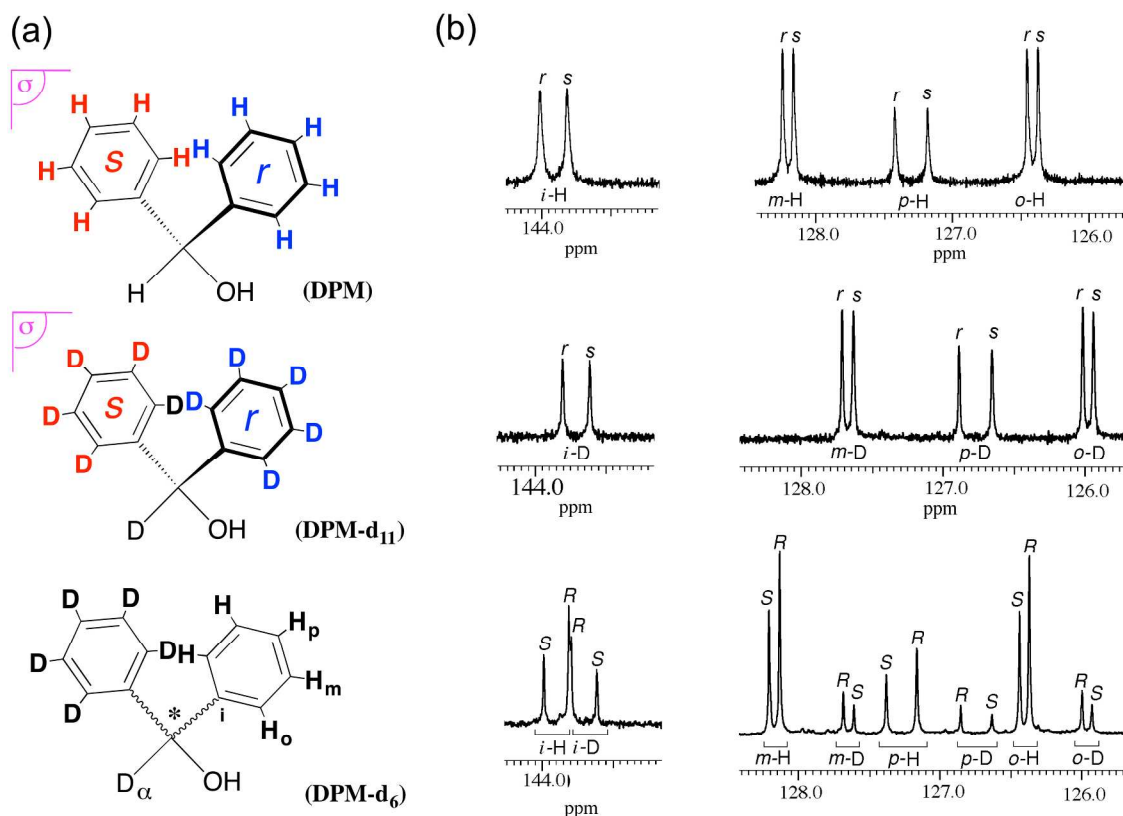 (a)
σ
H H
H S H
H
H r H
H H
H
H OH (DPM)
σ
D D
D S D
D
D r D
D D
D
D OH (DPM-d11)
D D
D D
D
H Hp
H Hm
i Ho
*
Dα OH (DPM-d6)
(b)
r s
i-H
144.0
ppm
r s r s r s
m-H p-H o-H
128.0 127.0 126.0
ppm
r s
i-D
144.0
ppm
r s r s r s
m-D p-D o-D
128.0 127.0 126.0
ppm
S R R S
i-H i-D
144.0
ppm
S R R S S R R S S R R S
m-H m-D p-H p-D o-H o-D
128.0 127.0 126.0
ppm